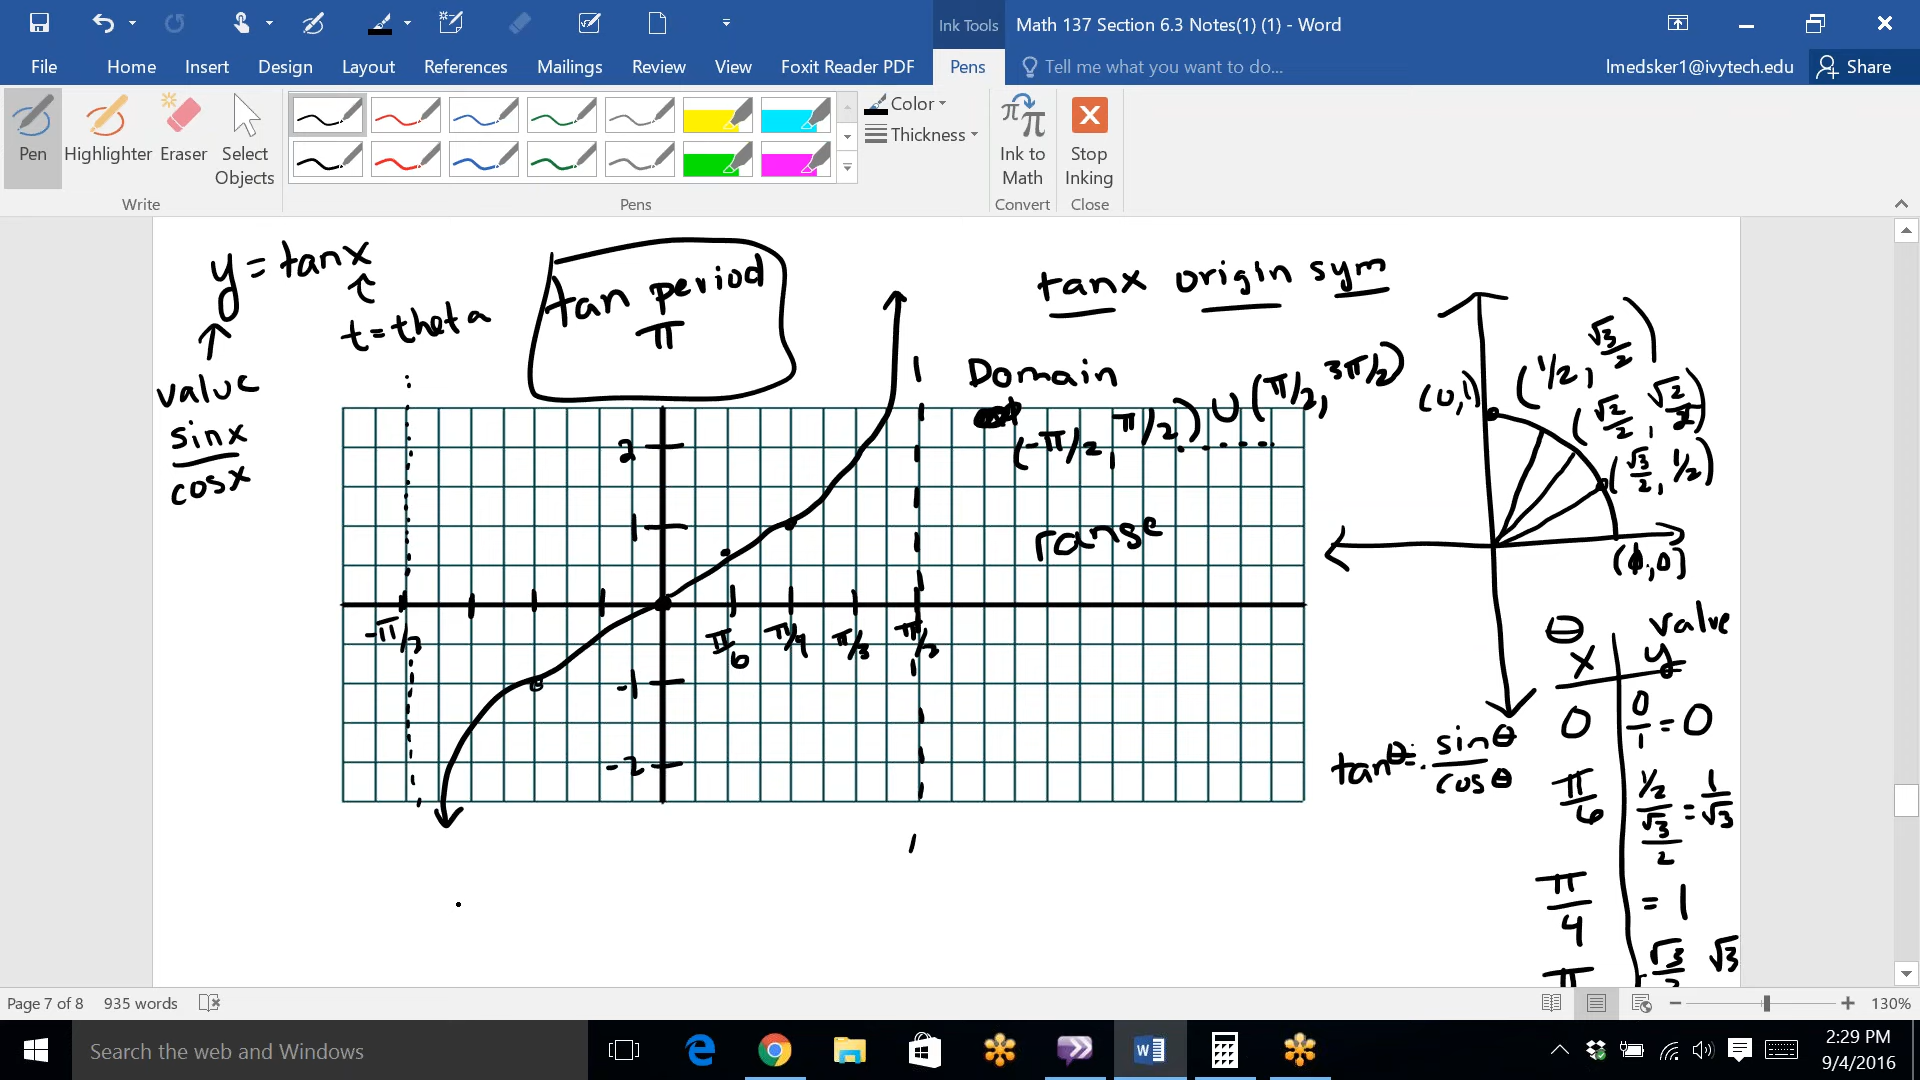 Ink Tools
Math 137 Section 6.3 Notes(1) (1) - Word
File Home Insert Design Layout References Mailings Review View Foxit Reader PDF Pens Tell me what you want to do... lmedsker1@ivytech.edu Share
Pen Highlighter Eraser Select Objects
Color
Thickness
Ink to Math
Stop Inking
Write Pens Convert Close
y = tanx
t = theta
value
sinx
cosx
tan period
π
tanx origin sym
Domain
(-π/2, π/2) ∪ (π/2, 3π/2)
range
2
1
-1
-2
-π/2
π/6 π/4 π/3 π/2
(0,1)
(1/2, √3/2)
(√2/2, √2/2)
(√3/2, 1/2)
tanθ = sinθ/cosθ
θ value
x y
0 0/1 = 0
π/6 1/2 / √3/2 = 1/√3
π/4 = 1
π √3/2 √3
Page 7 of 8 935 words 130%
Search the web and Windows
2:29 PM
9/4/2016